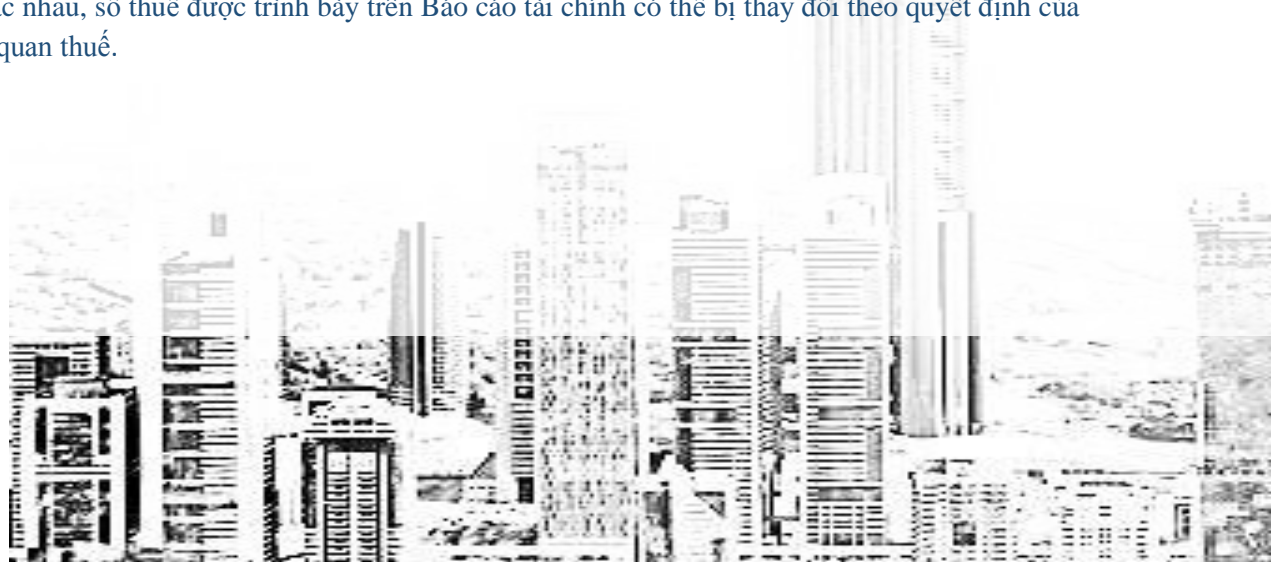 nhau, số thuế được trình bày trên Báo cáo tài chính có thể bị thay đổi theo quyết định của
quan thuế.